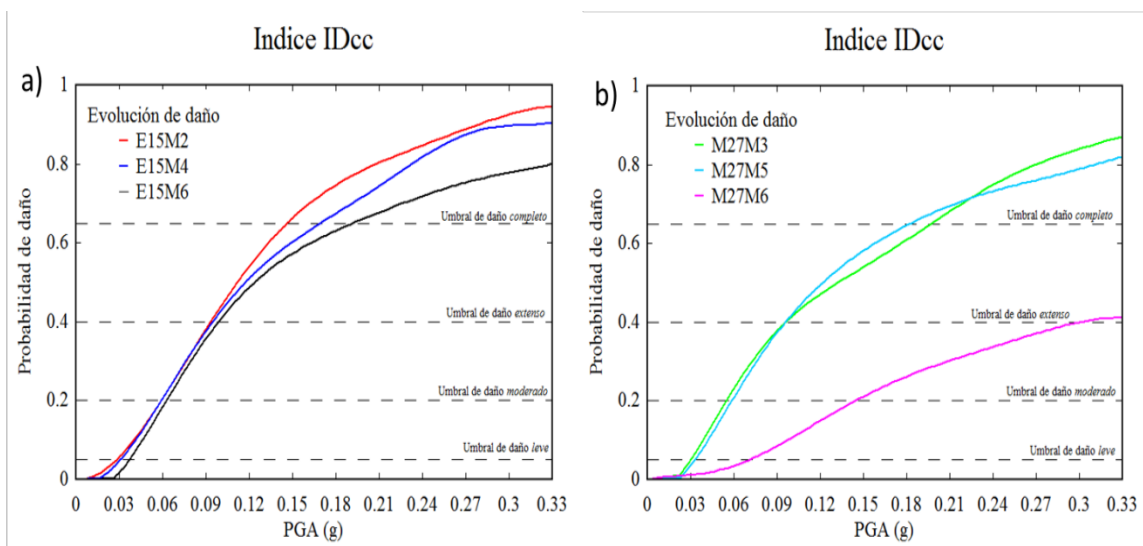 Indice IDcc
a)
Evolución de daño
E15M2
E15M4
E15M6
Umbral de daño completo
Umbral de daño extenso
Umbral de daño moderado
Umbral de daño leve
Probabilidad de daño
1
0.8
0.6
0.4
0.2
0
0 0.03 0.06 0.09 0.12 0.15 0.18 0.21 0.24 0.27 0.3 0.33
PGA (g)
Indice IDcc
b)
Evolución de daño
M27M3
M27M5
M27M6
Umbral de daño completo
Umbral de daño extenso
Umbral de daño moderado
Umbral de daño leve
Probabilidad de daño
1
0.8
0.6
0.4
0.2
0
0 0.03 0.06 0.09 0.12 0.15 0.18 0.21 0.24 0.27 0.3 0.33
PGA (g)